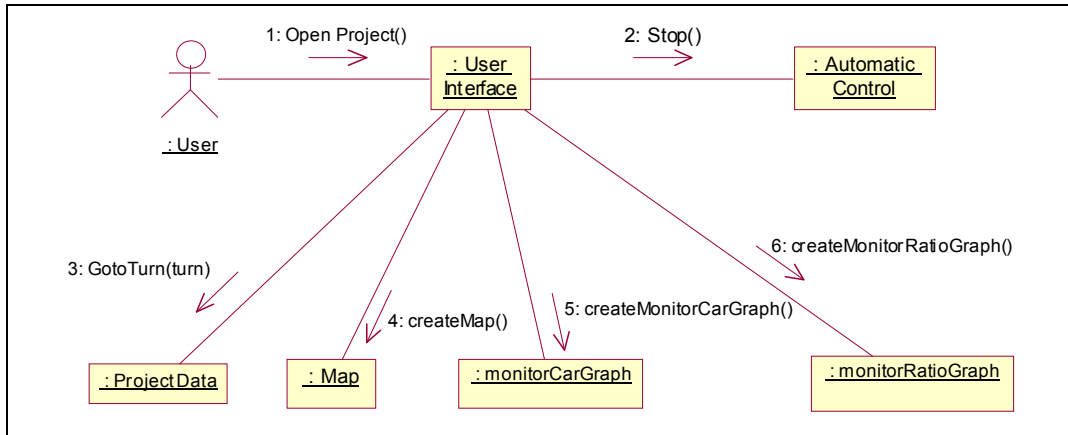 1: Open Project()
2: Stop()
: User
Interface
: Automatic
Control
: User
3: GotoTurn(turn)
4: createMap()
5: createMonitorCarGraph()
6: createMonitorRatioGraph()
: ProjectData
: Map
: monitorCarGraph
: monitorRatioGraph